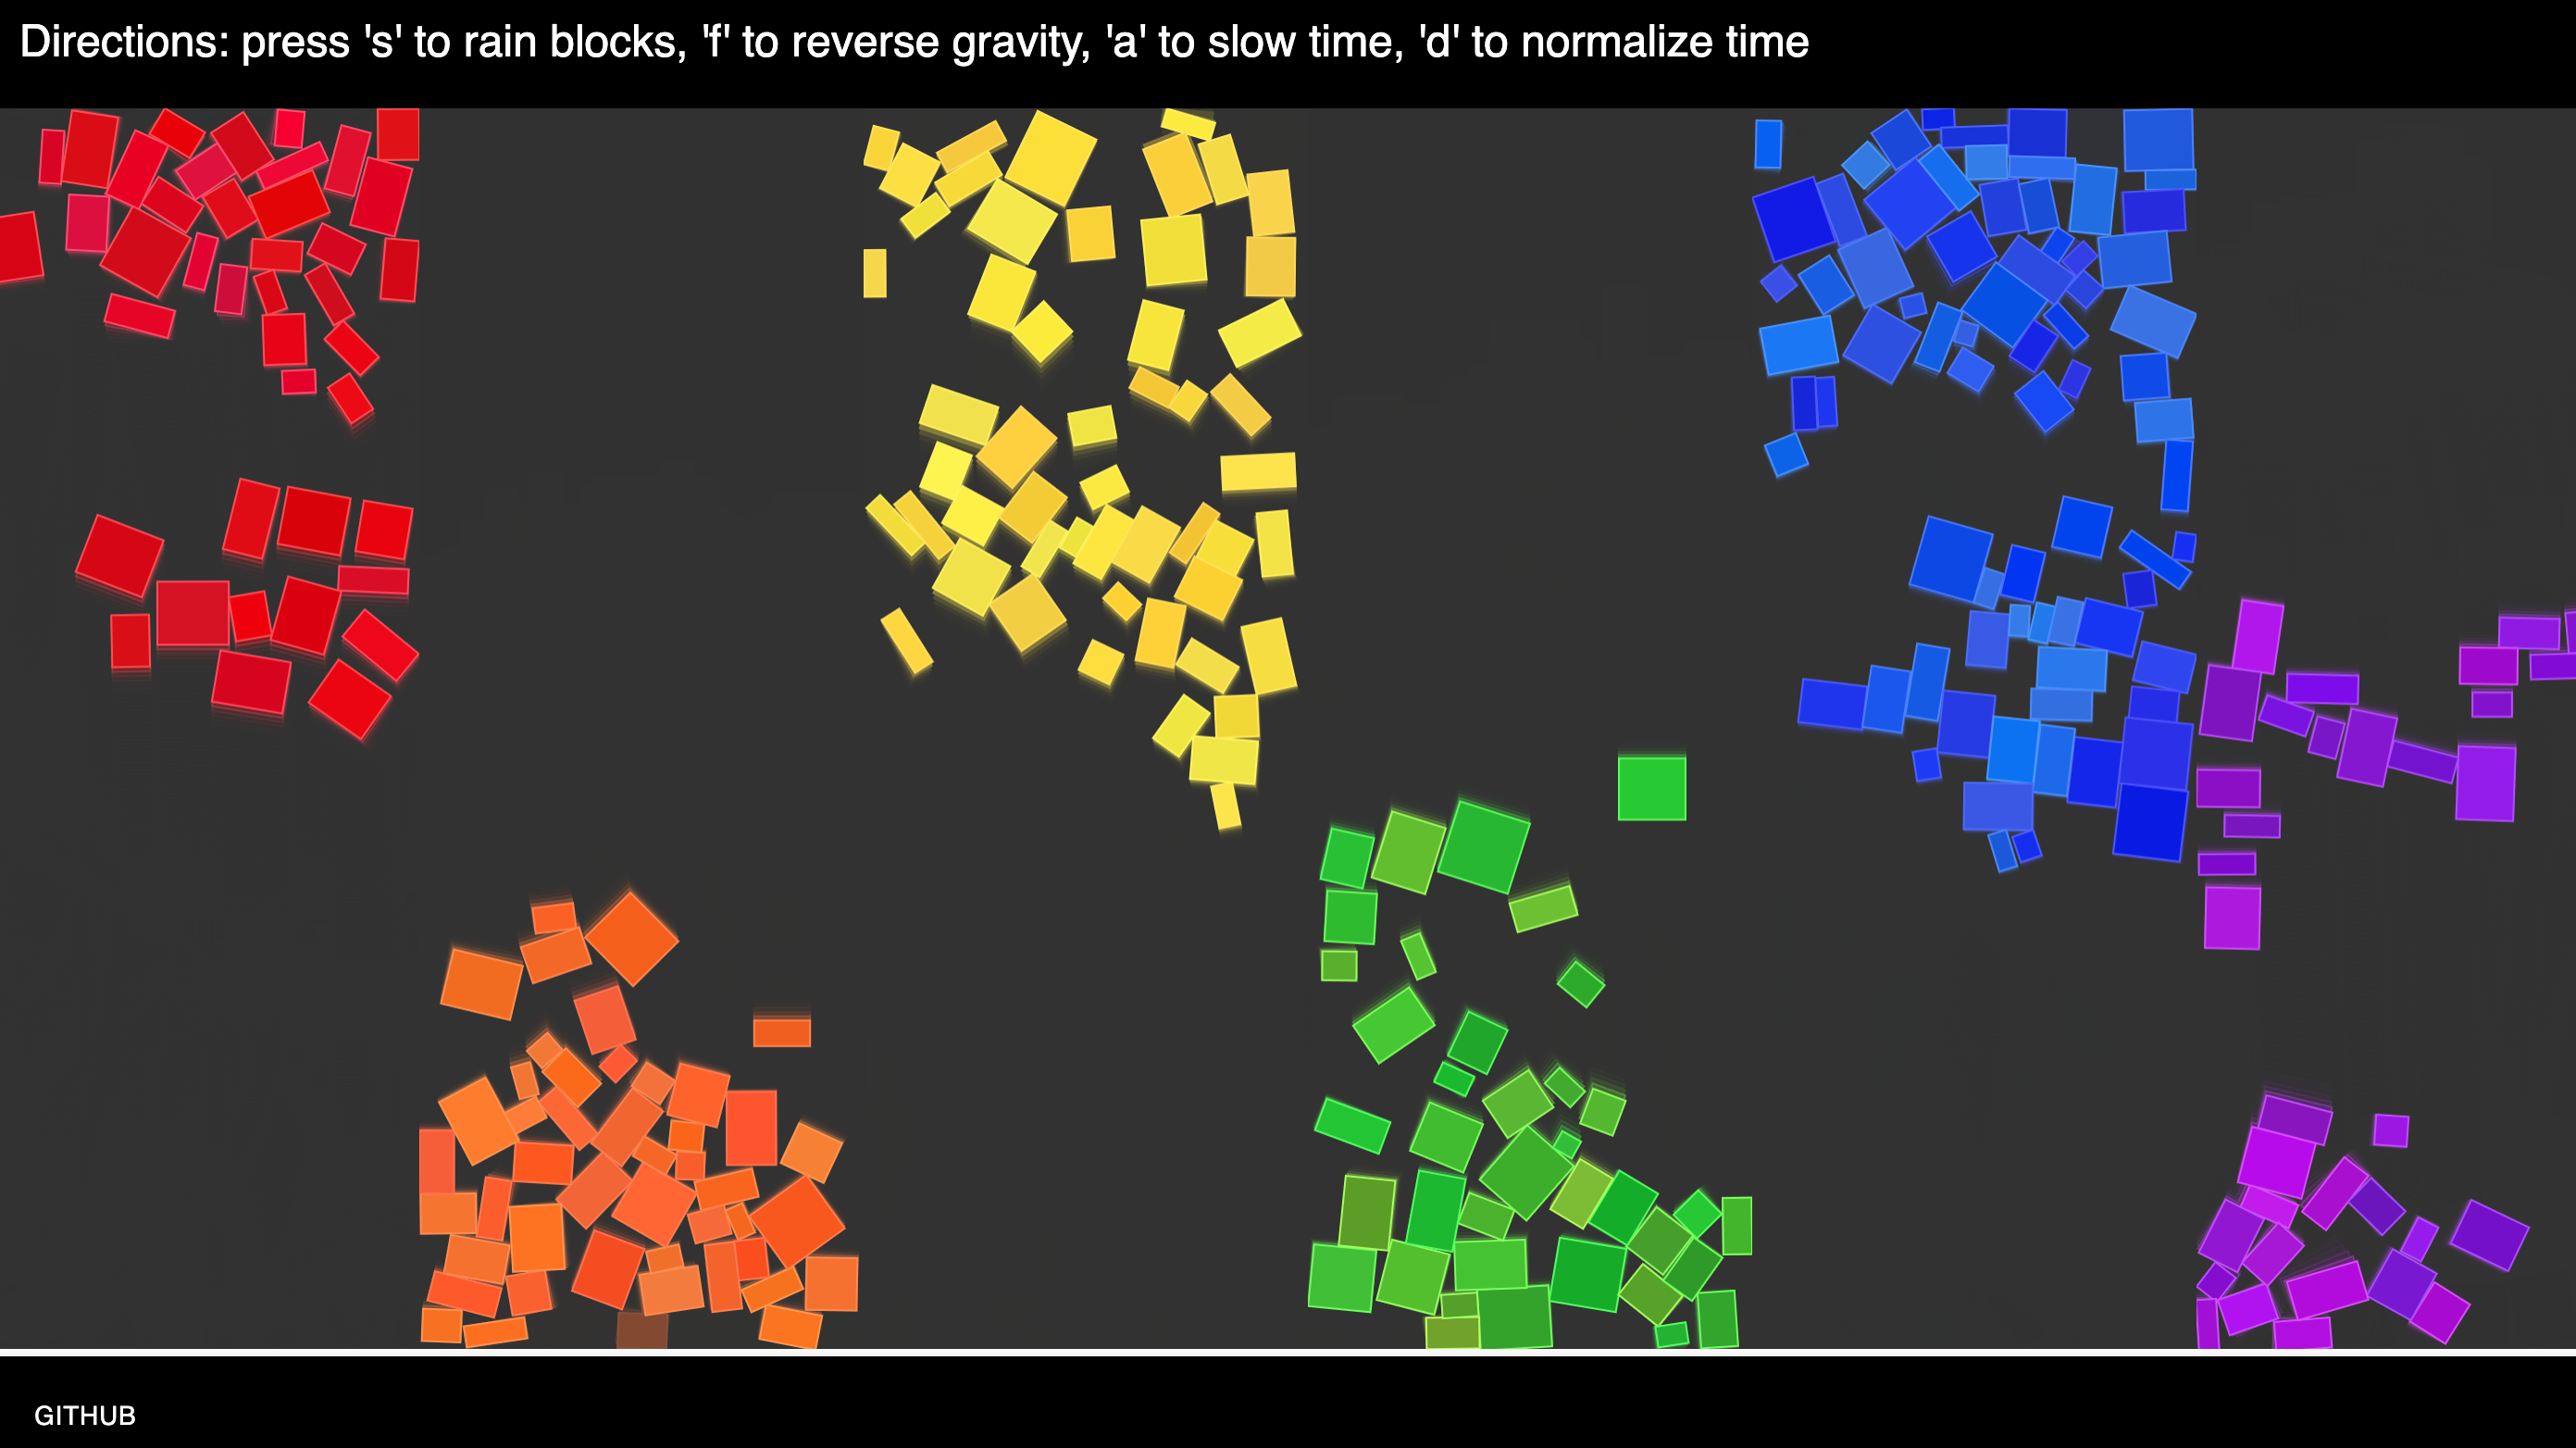 Directions: press 's' to rain blocks, 'f' to reverse gravity, 'a' to slow time, 'd' to normalize time
GITHUB